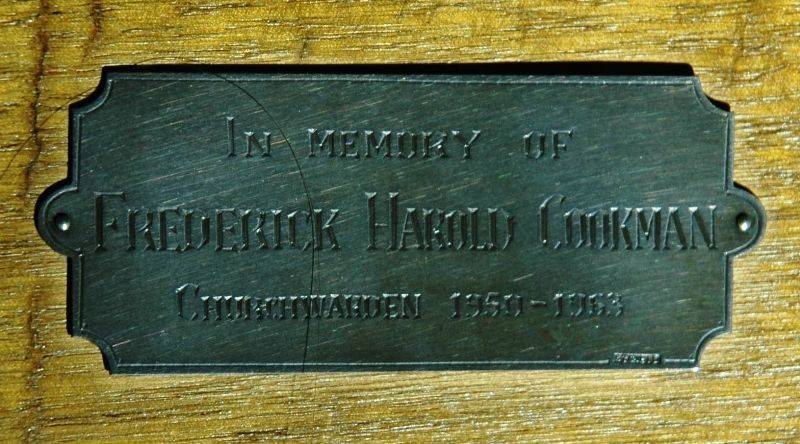 In Memory of
Frederick Harold Cookman
Churchwarden 1950-1963